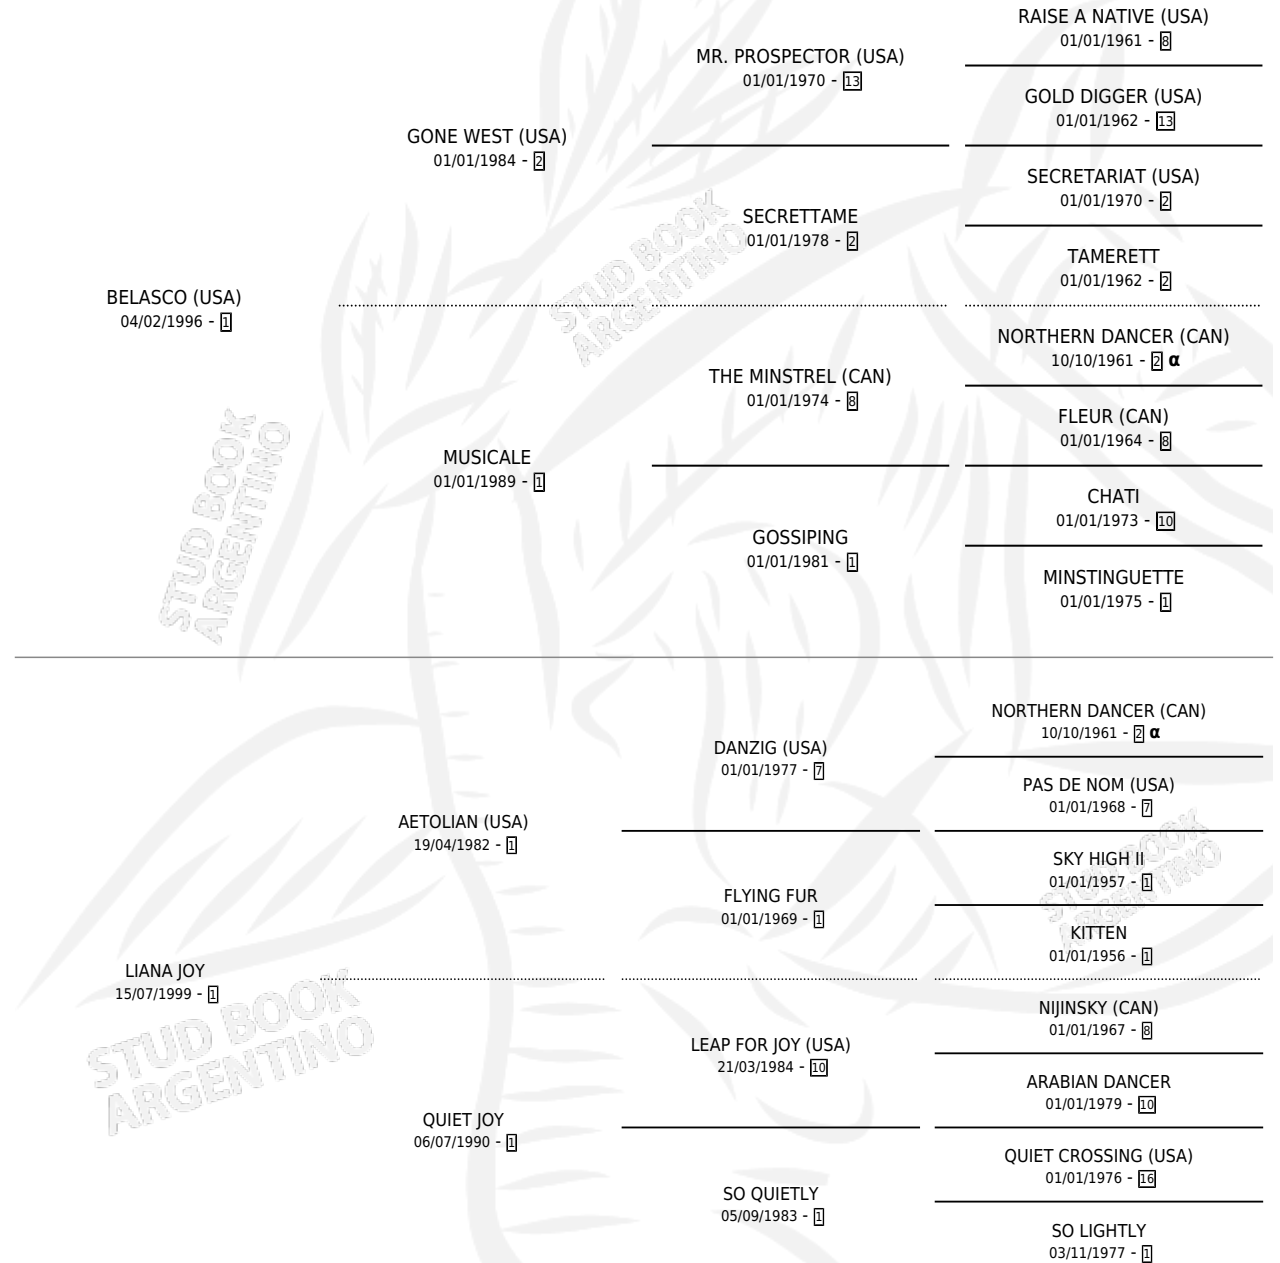 RAISE A NATIVE (USA)
01/01/1961 - 8
MR. PROSPECTOR (USA)
01/01/1970 - 13
GOLD DIGGER (USA)
01/01/1962 - 13
GONE WEST (USA)
01/01/1984 - 2
SECRETARIAT (USA)
01/01/1970 - 2
SECRETTAME
01/01/1978 - 2
TAMERETT
01/01/1962 - 2
BELASCO (USA)
04/02/1996 - 1
NORTHERN DANCER (CAN)
10/10/1961 - 2 α
THE MINSTREL (CAN)
01/01/1974 - 8
FLEUR (CAN)
01/01/1964 - 8
MUSICALE
01/01/1989 - 1
CHATI
01/01/1973 - 10
GOSSIPING
01/01/1981 - 1
MINSTINGUETTE
01/01/1975 - 1
STUD BOOK
ARGENTINO
STUD BOOK
ARGENTINO
NORTHERN DANCER (CAN)
10/10/1961 - 2 α
DANZIG (USA)
01/01/1977 - 7
PAS DE NOM (USA)
01/01/1968 - 7
AETOLIAN (USA)
19/04/1982 - 1
SKY HIGH II
01/01/1957 - 1
FLYING FUR
01/01/1969 - 1
KITTEN
01/01/1956 - 1
STUD BOOK
ARGENTINO
LIANA JOY
15/07/1999 - 1
NIJINSKY (CAN)
01/01/1967 - 8
LEAP FOR JOY (USA)
21/03/1984 - 10
ARABIAN DANCER
01/01/1979 - 10
QUIET JOY
06/07/1990 - 1
QUIET CROSSING (USA)
01/01/1976 - 16
SO QUIETLY
05/09/1983 - 1
SO LIGHTLY
03/11/1977 - 1
STUD BOOK
ARGENTINO